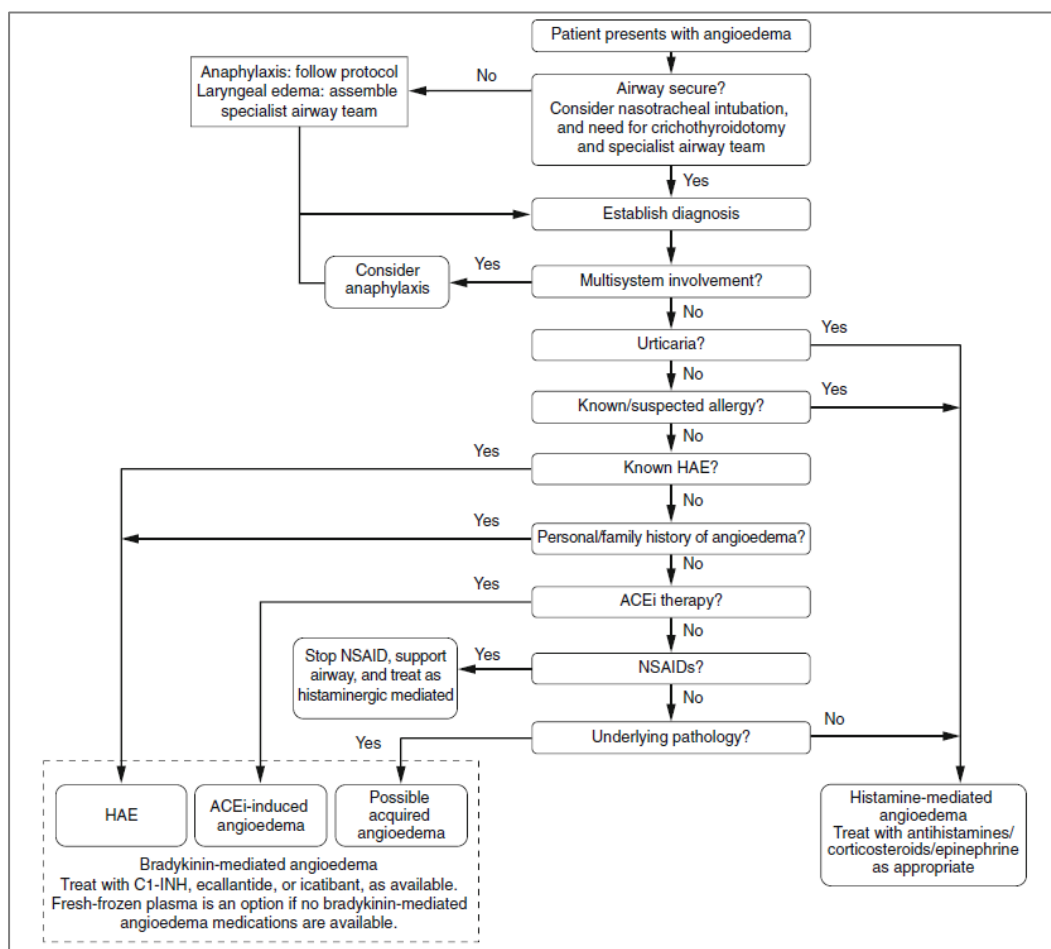 Patient presents with angioedema
Anaphylaxis: follow protocol
Laryngeal edema: assemble
specialist airway team
No
Airway secure?
Consider nasotracheal intubation,
and need for crichothyroidotomy
and specialist airway team
Yes
Establish diagnosis
Consider
anaphylaxis
Yes
Multisystem involvement?
No
Urticaria?
Yes
No
Known/suspected allergy?
Yes
No
Yes
Known HAE?
No
Yes
Personal/family history of angioedema?
No
Yes
ACEi therapy?
No
Stop NSAID, support
airway, and treat as
histaminergic mediated
Yes
NSAIDs?
No
Yes
Underlying pathology?
No
HAE
ACEi-induced
angioedema
Possible
acquired
angioedema
Bradykinin-mediated angioedema
Treat with C1-INH, ecallantide, or icatibant, as available.
Fresh-frozen plasma is an option if no bradykinin-mediated
angioedema medications are available.
Histamine-mediated
angioedema
Treat with antihistamines/
corticosteroids/epinephrine
as appropriate